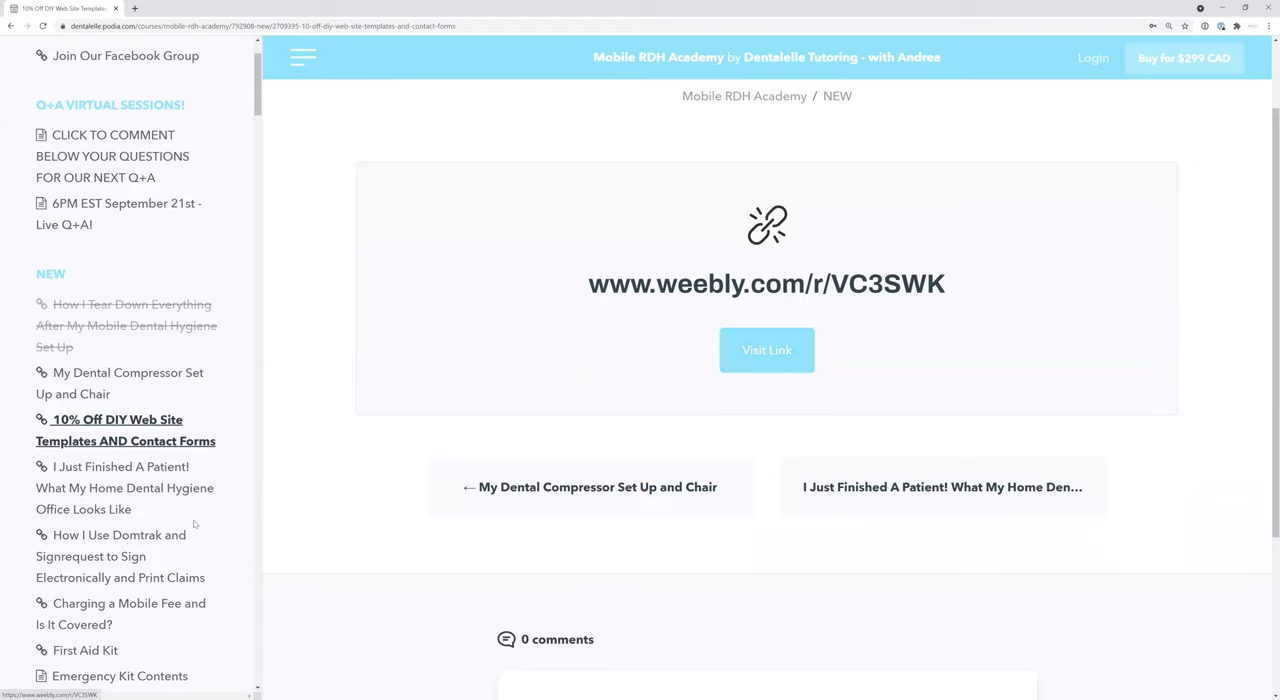 10% Off DIY Web Site Template
dentalelle.podia.com/courses/mobile-rdh-academy/792908-new/2709395-10-off-diy-web-site-templates-and-contact-forms
Join Our Facebook Group
Q+A VIRTUAL SESSIONS!
CLICK TO COMMENT
BELOW YOUR QUESTIONS
FOR OUR NEXT Q+A
6PM EST September 21st -
Live Q+A!
NEW
How I Tear Down Everything
After My Mobile Dental Hygiene
Set Up
My Dental Compressor Set
Up and Chair
10% Off DIY Web Site
Templates AND Contact Forms
I Just Finished A Patient!
What My Home Dental Hygiene
Office Looks Like
How I Use Domtrak and
Signrequest to Sign
Electronically and Print Claims
Charging a Mobile Fee and
Is It Covered?
First Aid Kit
Emergency Kit Contents
https://www.weebly.com/r/VC3SWK
Mobile RDH Academy by Dentalelle Tutoring - with Andrea
Login
Buy for $299 CAD
Mobile RDH Academy / NEW
www.weebly.com/r/VC3SWK
Visit Link
← My Dental Compressor Set Up and Chair
I Just Finished A Patient! What My Home Den...
0 comments